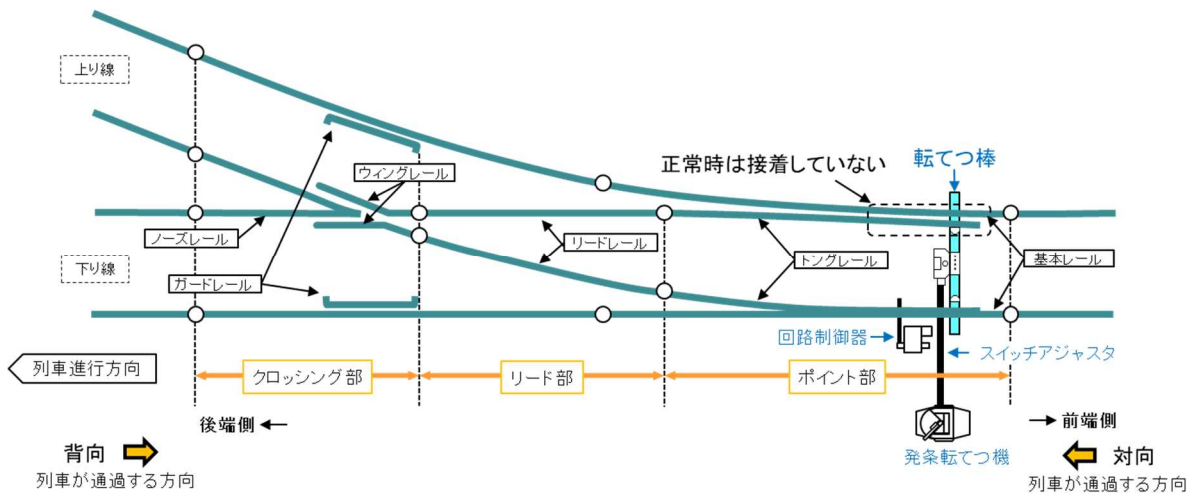 上り線
正常時は接着していない
転てつ棒
ウィングレール
ノーズレール
リードレール
トングレール
基本レール
下り線
ガードレール
回路制御器
スイッチアジャスタ
列車進行方向
クロッシング部
リード部
ポイント部
後端側
前端側
背向
列車が通過する方向
発条転てつ機
対向
列車が通過する方向